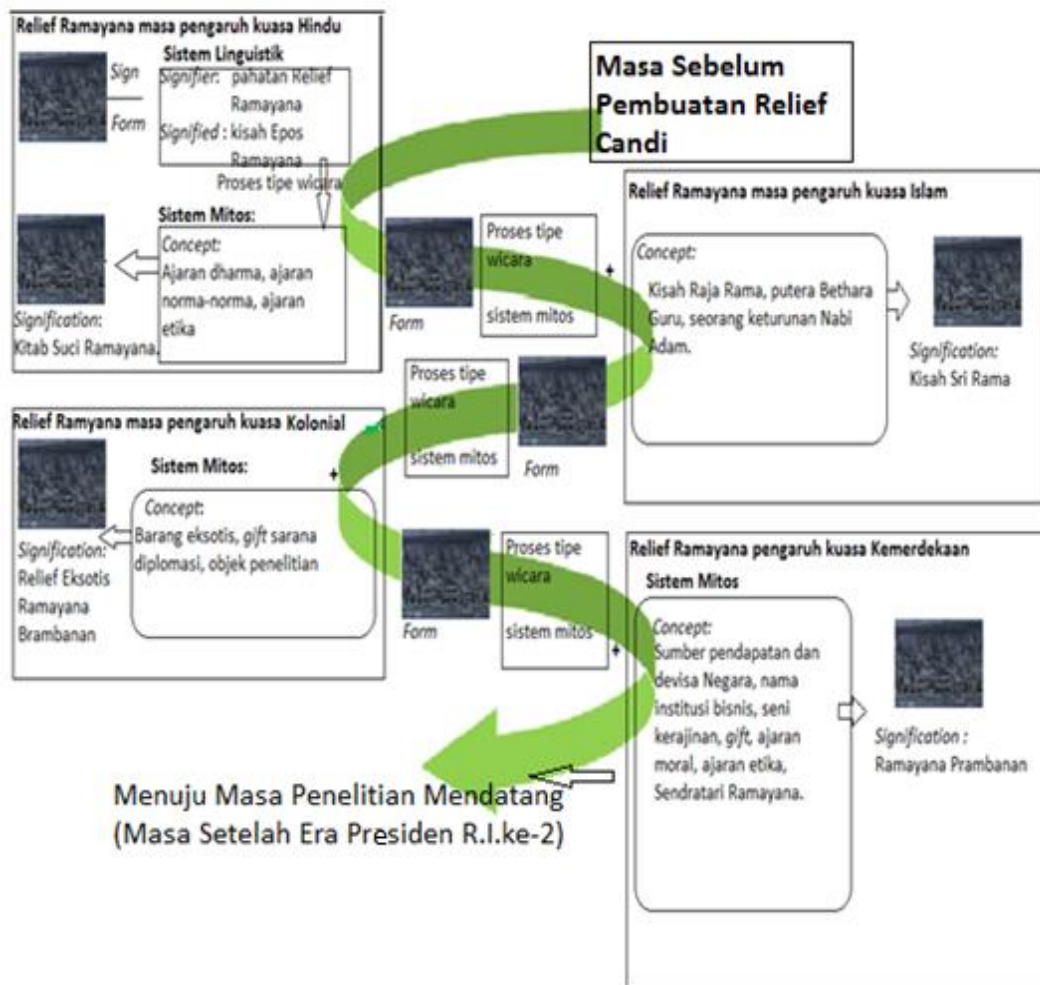 Relief Ramayana masa pengaruh kuasa Hindu
Sistem Linguistik
Sign
Form
Signifier: pahatan Relief
Ramayana
Signified : kisah Epos
Ramayana
Proses tipe wicara
Sistem Mitos:
Concept:
Ajaran dharma, ajaran
norma-norma, ajaran
etika
Signification:
Kitab Suci Ramayana.
Masa Sebelum
Pembuatan Relief
Candi
Form
Proses tipe
wicara
sistem mitos
+
Relief Ramayana masa pengaruh kuasa Islam
Concept:
Kisah Raja Rama, putera Bethara
Guru, seorang keturunan Nabi
Adam.
Signification:
Kisah Sri Rama
Proses tipe
wicara
sistem mitos
Form
Relief Ramyana masa pengaruh kuasa Kolonial
Sistem Mitos:
+
Concept:
Barang eksotis, gift sarana
diplomasi, objek penelitian
Signification:
Relief Eksotis
Ramayana
Brambanan
Form
Proses tipe
wicara
sistem mitos
+
Relief Ramayana pengaruh kuasa Kemerdekaan
Sistem Mitos
Concept:
Sumber pendapatan dan
devisa Negara, nama
institusi bisnis, seni
kerajinan, gift, ajaran
moral, ajaran etika,
Sendratari Ramayana.
Signification :
Ramayana Prambanan
Menuju Masa Penelitian Mendatang
(Masa Setelah Era Presiden R.I.ke-2)